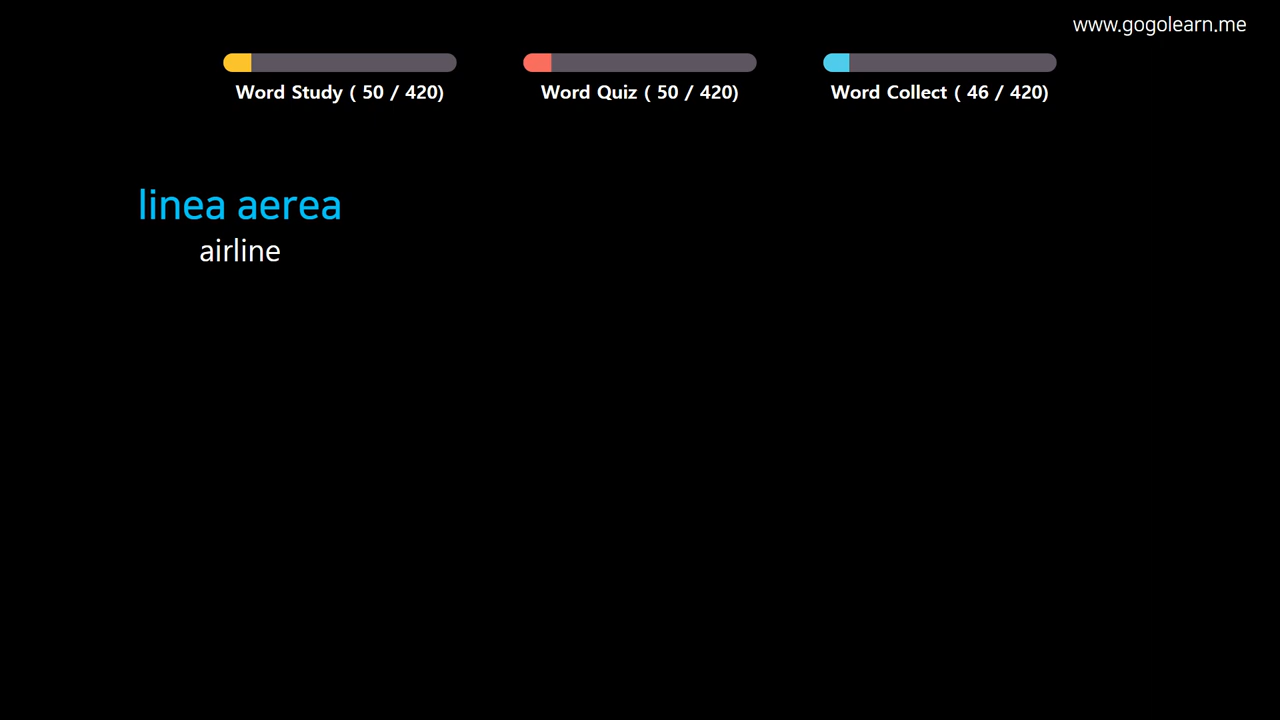 www.gogolearn.me
Word Study ( 50 / 420)
Word Quiz ( 50 / 420)
Word Collect ( 46 / 420)
linea aerea
airline